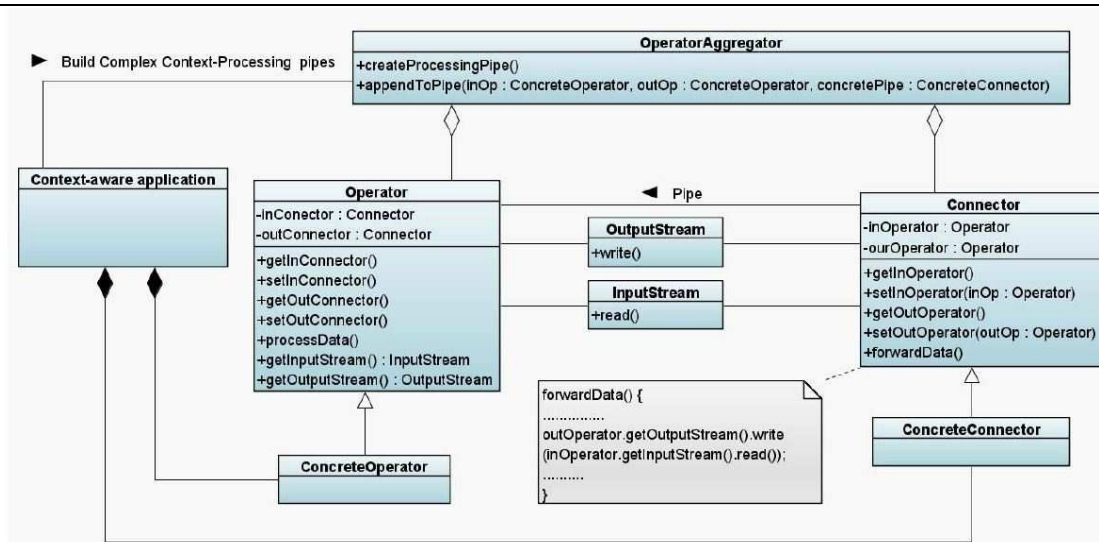 OperatorAggregator
+createProcessingPipe()
+appendToPipe(inOp : ConcreteOperator, outOp : ConcreteOperator, concretePipe : ConcreteConnector)
Build Complex Context-Processing pipes
Context-aware application
Operator
-inConector : Connector
-outConnector : Connector
+getInConnector()
+setInConnector()
+getOutConnector()
+setOutConnector()
+processData()
+getInputStream() : InputStream
+getOutputStream() : OutputStream
Pipe
OutputStream
+write()
InputStream
+read()
Connector
-inOperator : Operator
-ourOperator : Operator
+getInOperator()
+setInOperator(inOp : Operator)
+getOutOperator()
+setOutOperator(outOp : Operator)
+forwardData()
forwardData() {
...............
outOperator.getOutputStream().write
(inOperator.getInputStream().read());
..........
}
ConcreteConnector
ConcreteOperator